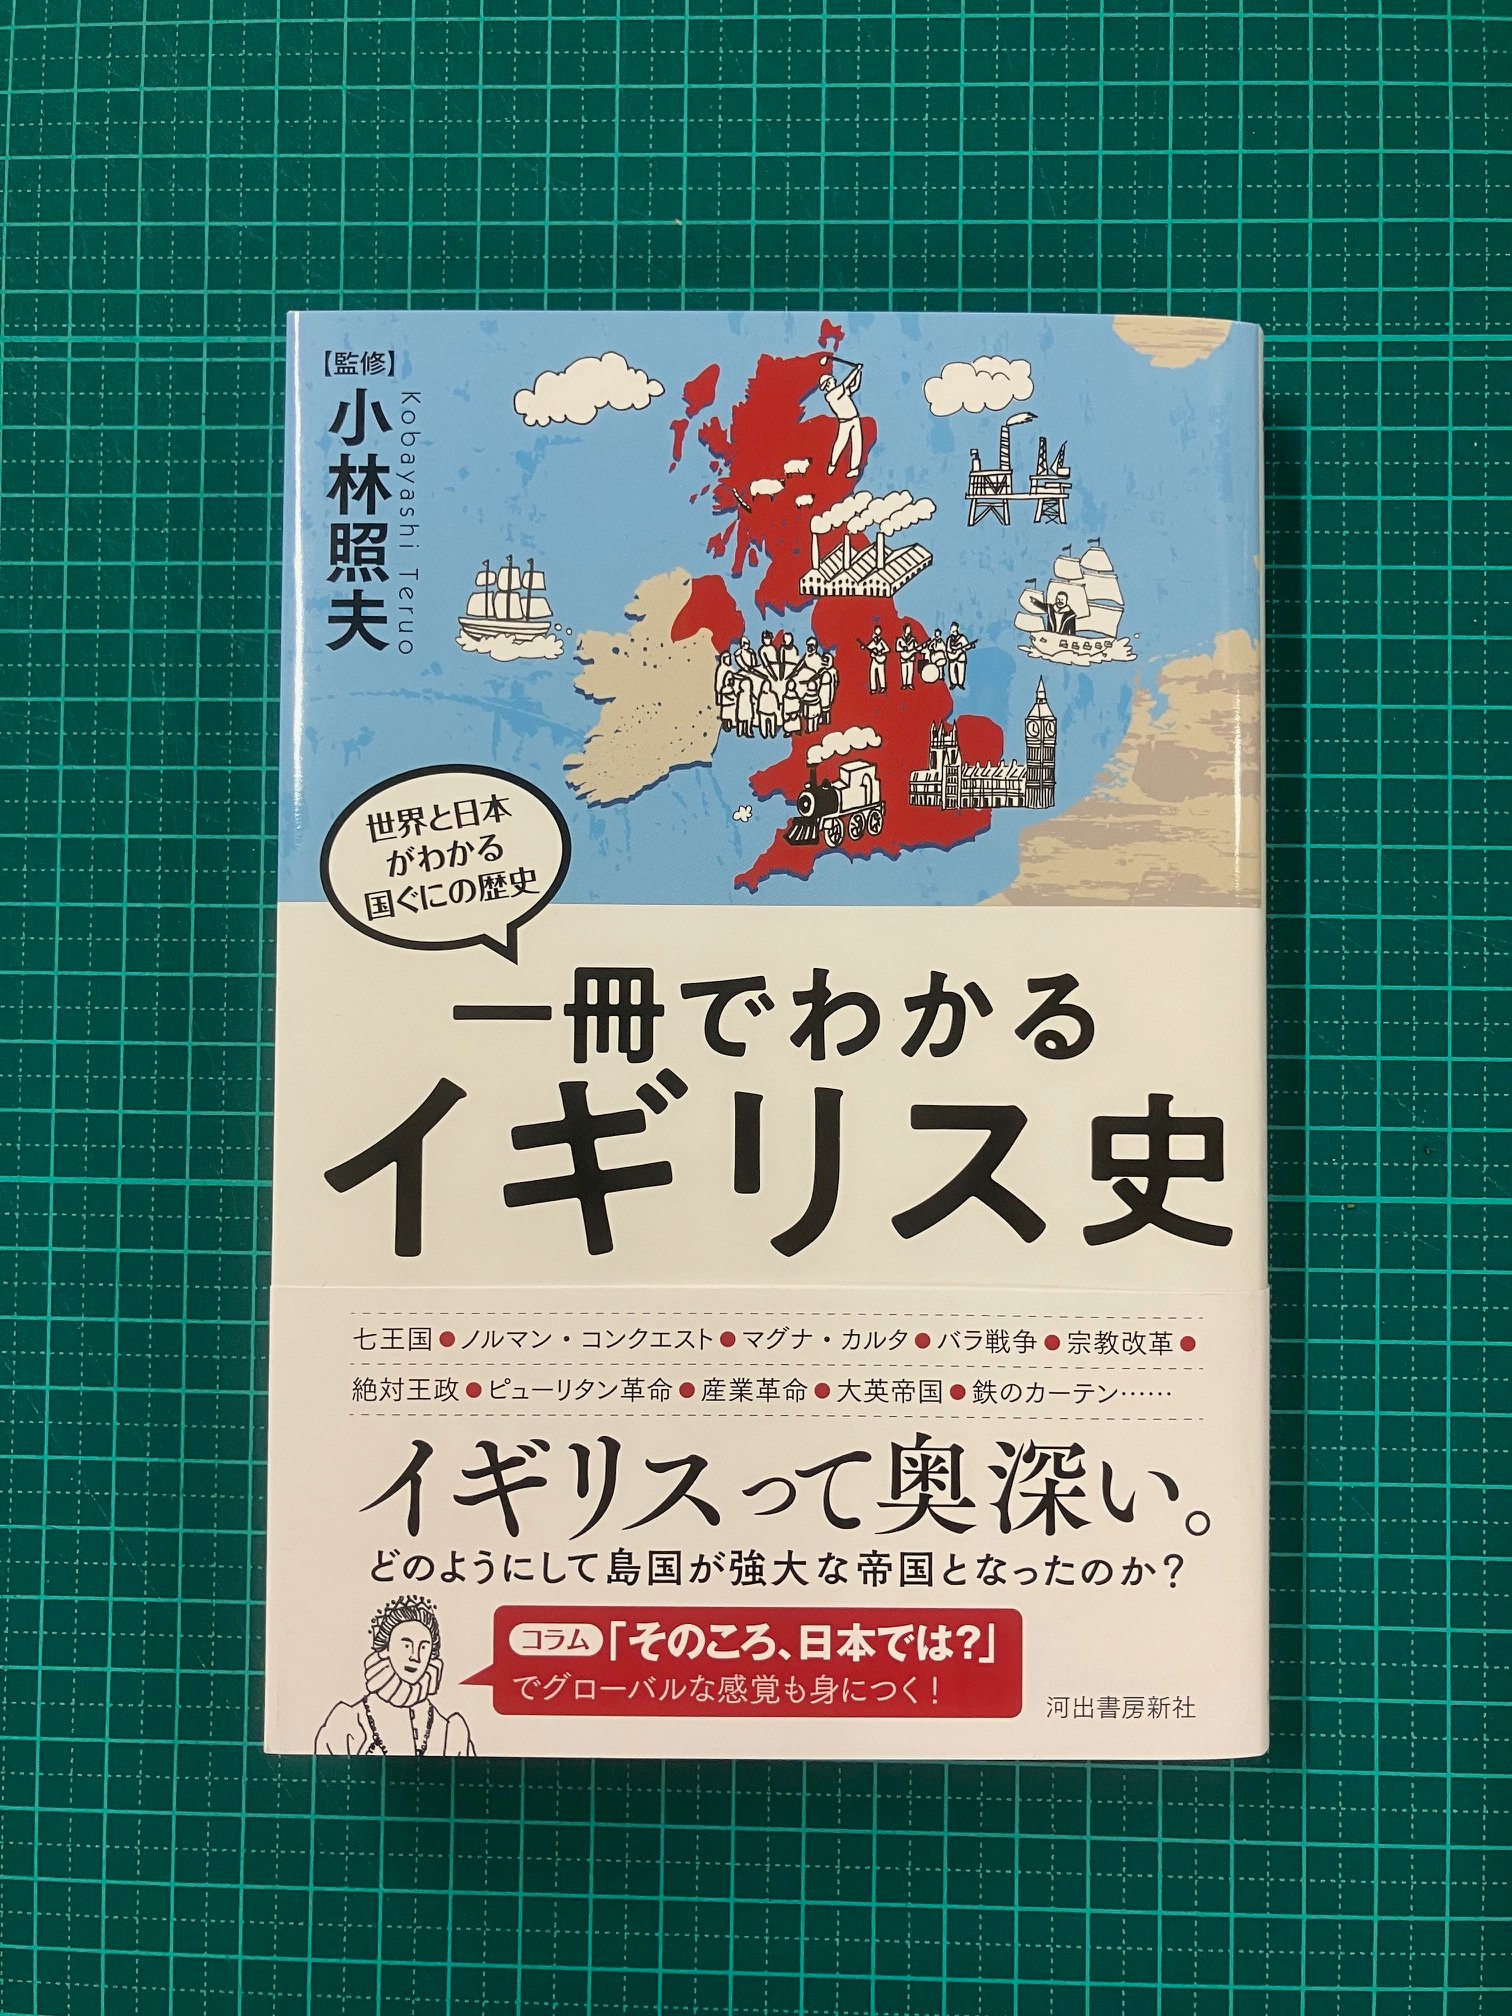 【監修】
小林照夫
Kobayashi Teruo
世界と日本
がわかる
国ぐにの歴史
一冊でわかる
イギリス史
七王国●ノルマン・コンクエスト●マグナ・カルタ●バラ戦争●宗教改革●
絶対王政●ピューリタン革命●産業革命●大英帝国●鉄のカーテン……
イギリスって奥深い。
どのようにして島国が強大な帝国となったのか？
コラム「そのころ、日本では？」
でグローバルな感覚も身につく！
河出書房新社